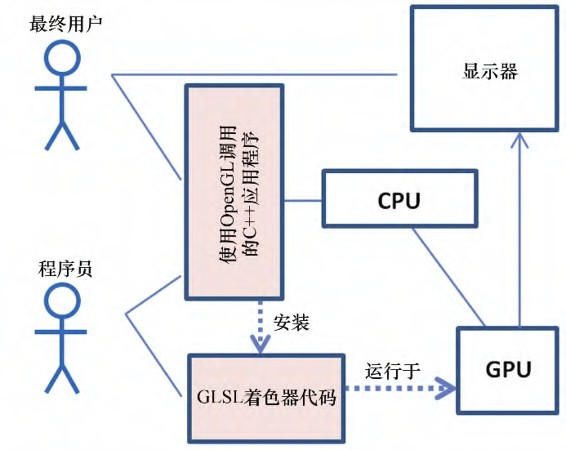 最终用户
显示器
使用OpenGL调用
的C++应用程序
CPU
程序员
安装
运行于
GPU
GLSL着色器代码